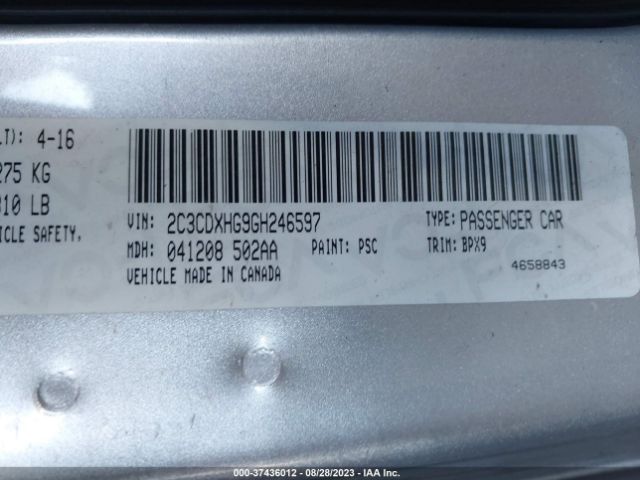 LT): 4-16
275 KG
310 LB
ICLE SAFETY,
VIN: 2C3CDXHG9GH246597 TYPE: PASSENGER CAR
MDH: 041208 502AA PAINT: PSC TRIM: BPX9
VEHICLE MADE IN CANADA 4658843
000-37436012 - 08/28/2023 - IAA Inc.